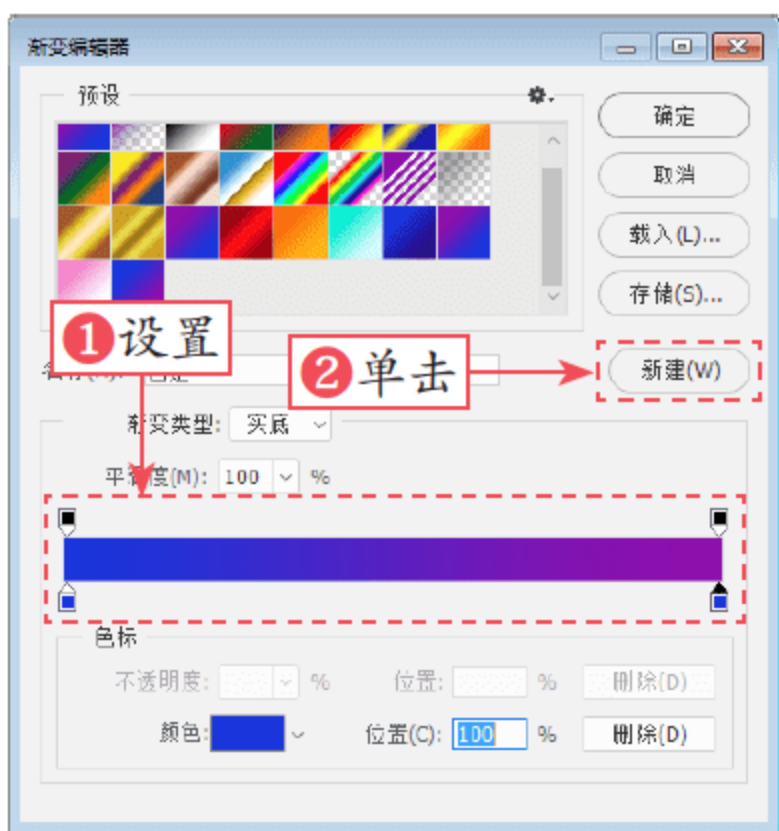 渐变编辑器
预设
确定
取消
载入(L)...
存储(S)...
❶设置
❷单击
新建(W)
渐变类型: 实底
平滑度(M): 100 %
色标
不透明度: % 位置: % 删除(D)
颜色: 位置(C): 100 % 删除(D)